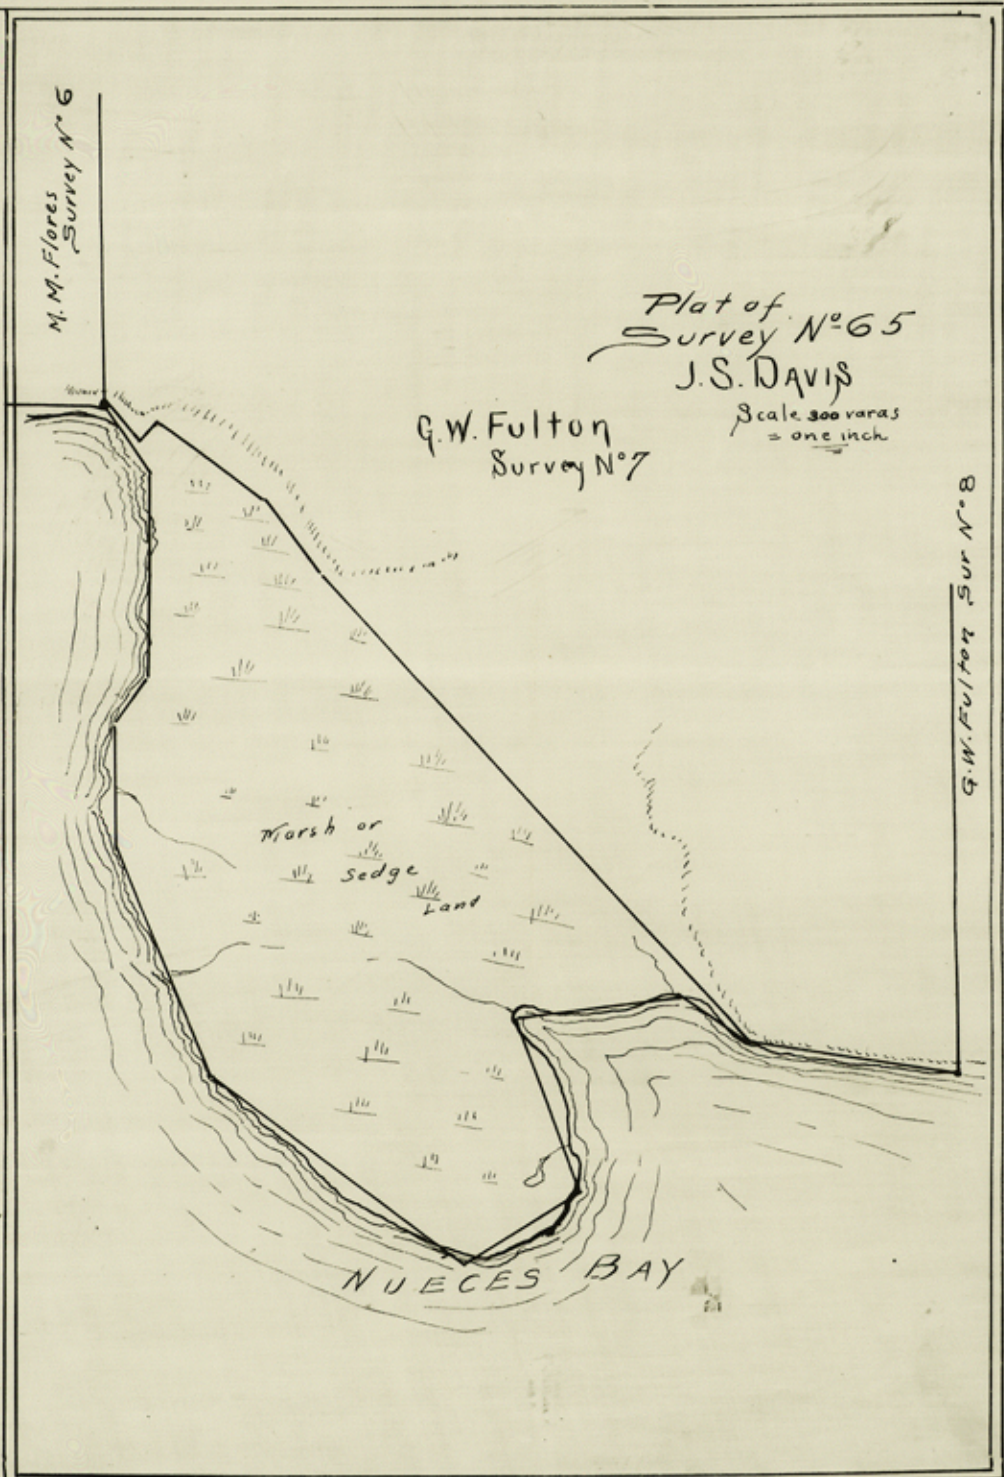 M. M. Flores
Survey Nº 6
Plat of
Survey Nº 65
J. S. DAVIS
Scale 300 varas
= one inch
G. W. Fulton
Survey Nº 7
G. W. Fulton Sur Nº 8
Marsh or
Sedge
Land
NUECES BAY